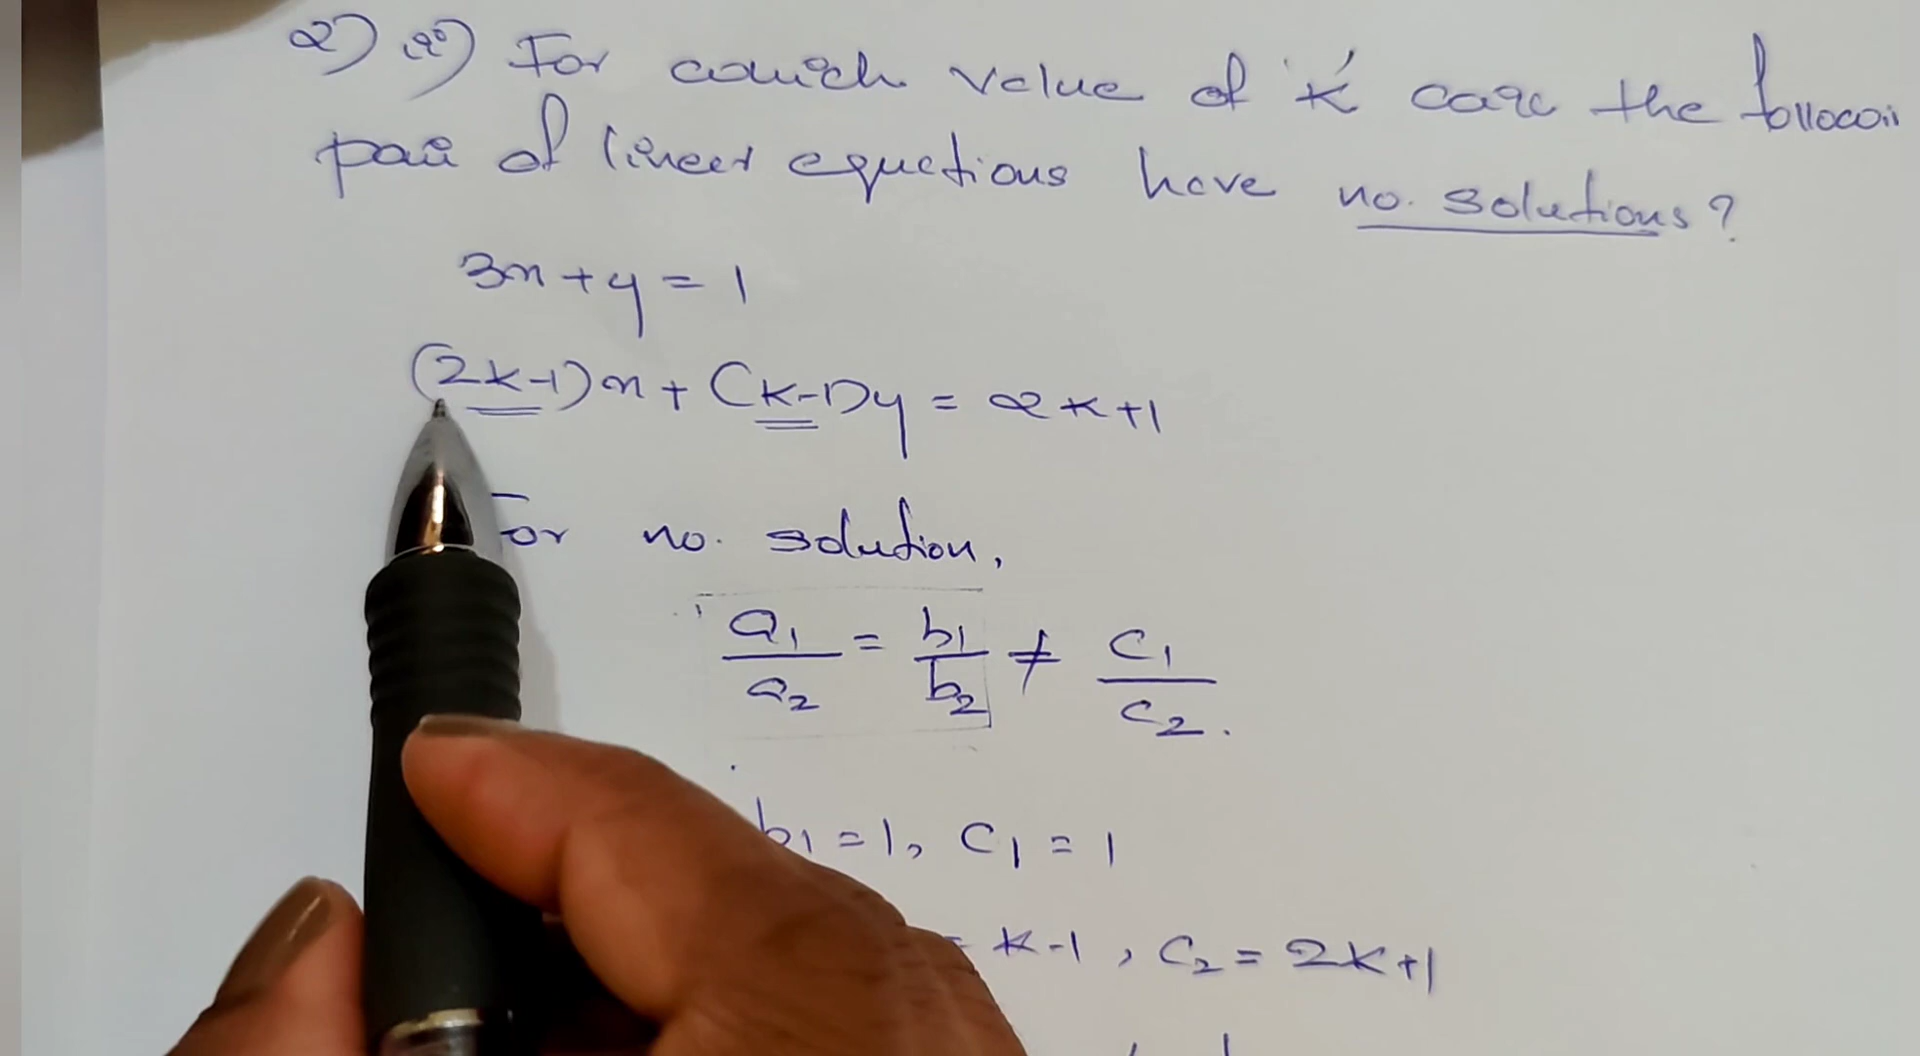 2) (ii) For which value of 'K' will the following
pair of linear equations have no solutions?
3x + y = 1
(2k-1)x + (k-1)y = 2k+1
For no solution,
a1/a2 = b1/b2 ≠ c1/c2.
b1 = 1, c1 = 1
= k-1, c2 = 2k+1